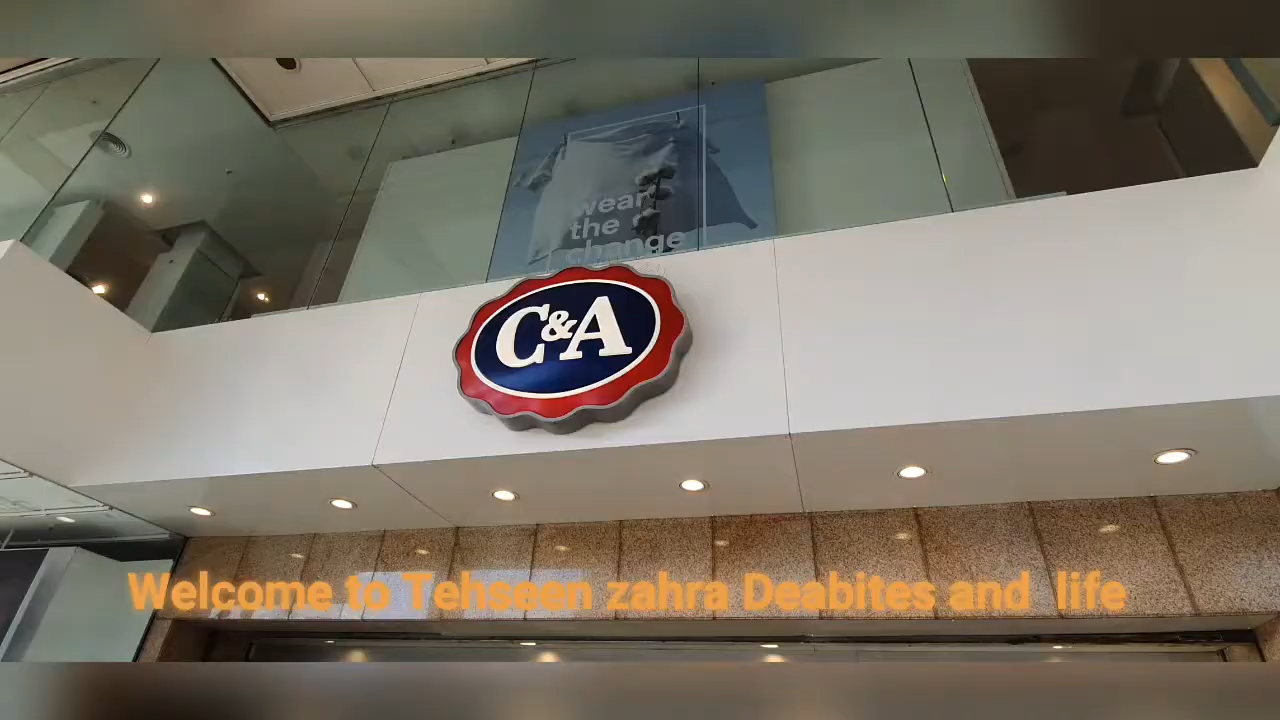 wear
the
change
C&A
Welcome to Tehseen zahra Deabites and life